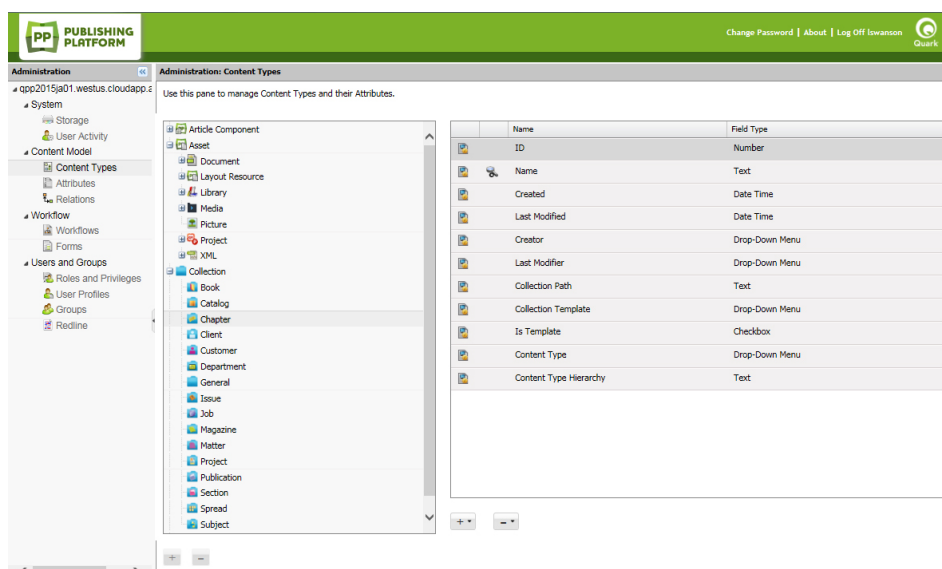 PP PUBLISHING PLATFORM
Change Password | About | Log Off lswanson
Quark
Administration
Administration: Content Types
qpp2015ja01.westus.cloudapp.a
Use this pane to manage Content Types and their Attributes.
System
Storage
User Activity
Content Model
Content Types
Attributes
Relations
Workflow
Workflows
Forms
Users and Groups
Roles and Privileges
User Profiles
Groups
Redline
Article Component
Asset
Document
Layout Resource
Library
Media
Picture
Project
XML
Collection
Book
Catalog
Chapter
Client
Customer
Department
General
Issue
Job
Magazine
Matter
Project
Publication
Section
Spread
Subject
Name Field Type
ID Number
Name Text
Created Date Time
Last Modified Date Time
Creator Drop-Down Menu
Last Modifier Drop-Down Menu
Collection Path Text
Collection Template Drop-Down Menu
Is Template Checkbox
Content Type Drop-Down Menu
Content Type Hierarchy Text